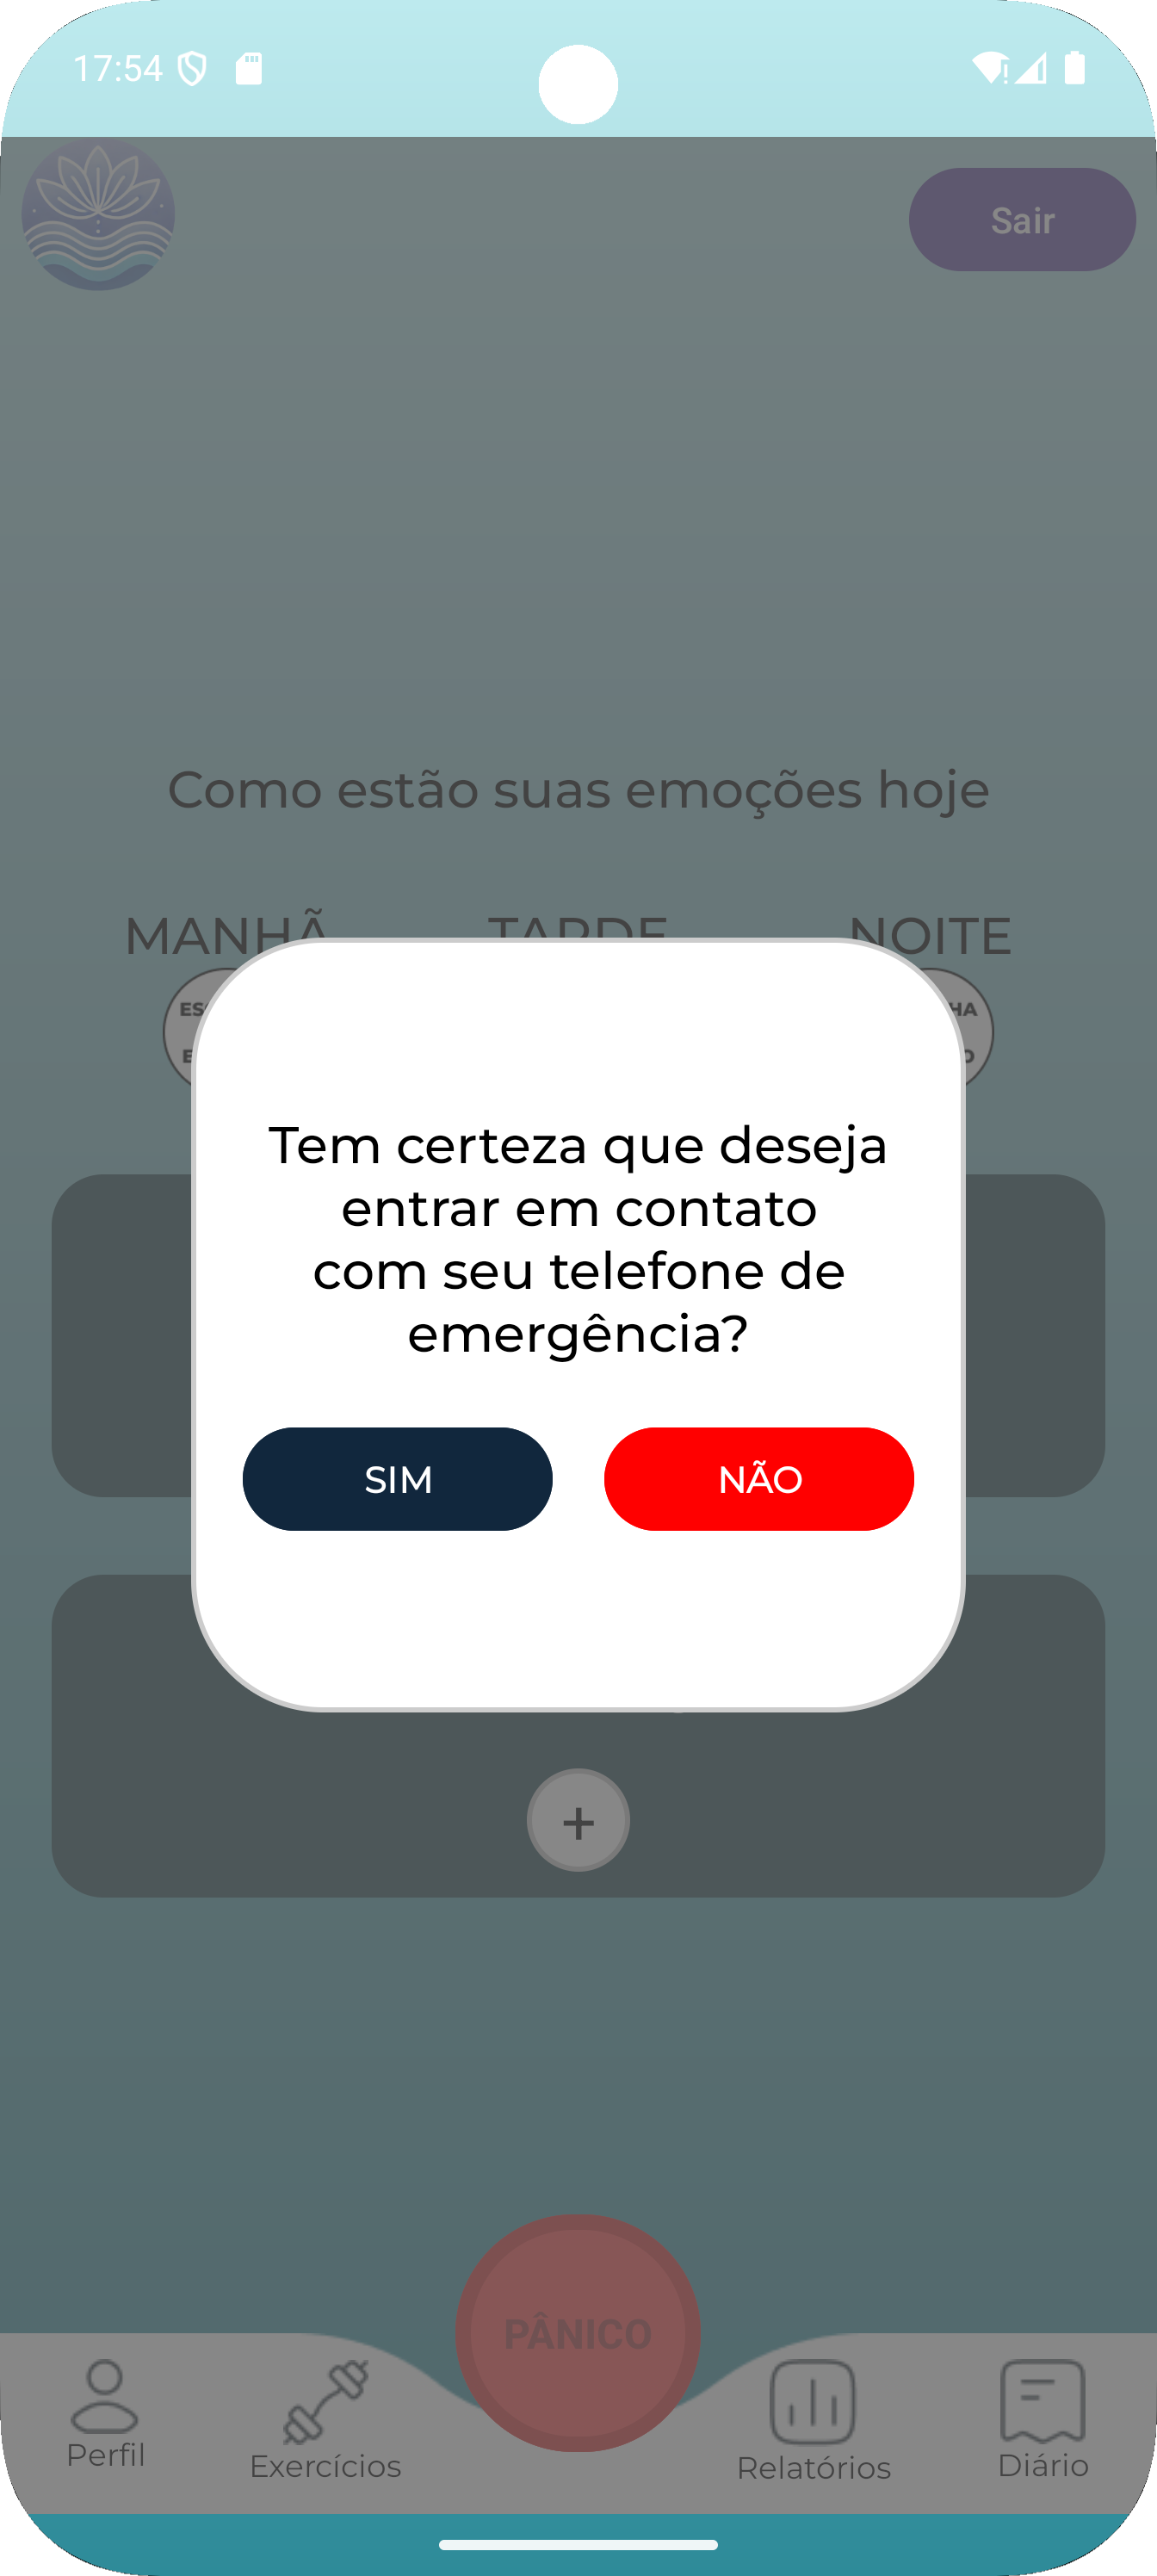 17:54
Sair
Como estão suas emoções hoje
MANHÃ TARDE NOITE
Tem certeza que deseja
entrar em contato
com seu telefone de
emergência?
SIM NÃO
+
PÂNICO
Perfil Exercícios Relatórios Diário